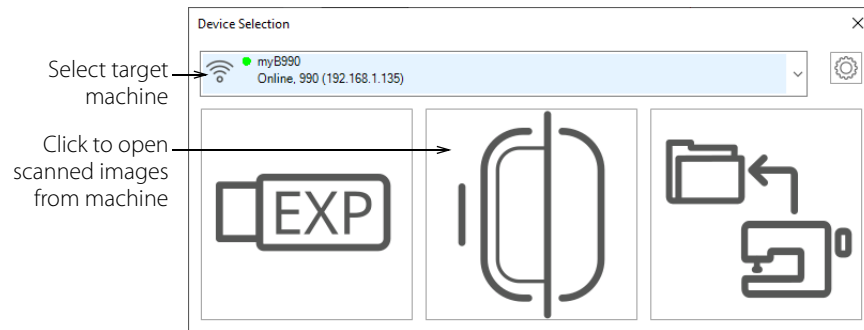 Device Selection
myB990
Online, 990 (192.168.1.135)
Select target
machine
Click to open
scanned images
from machine
EXP